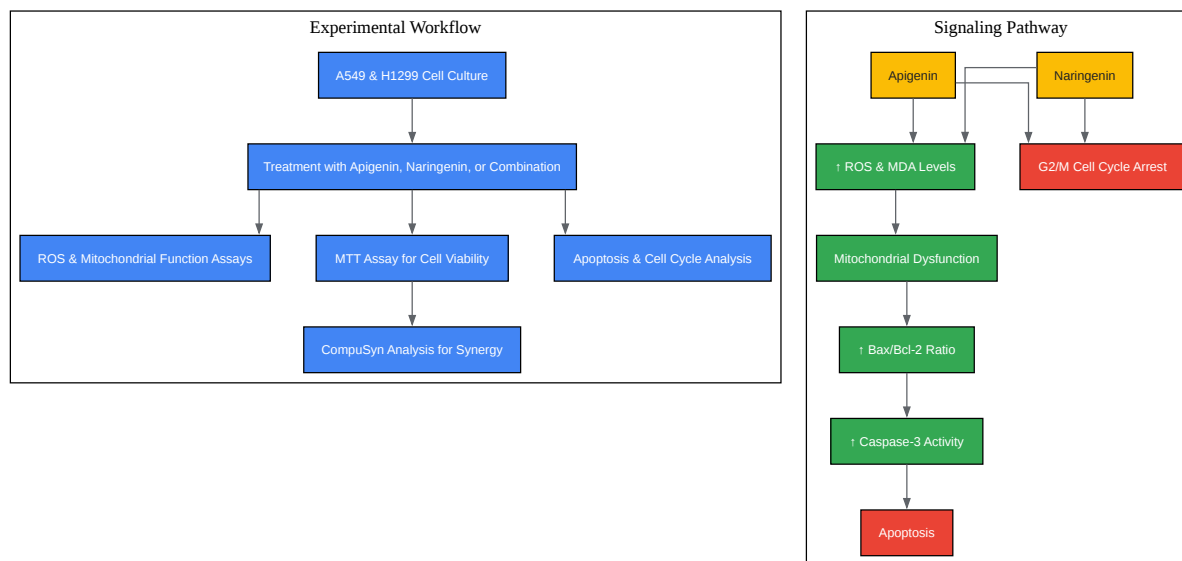 Experimental Workflow
A549 & H1299 Cell Culture
Treatment with Apigenin, Naringenin, or Combination
ROS & Mitochondrial Function Assays
MTT Assay for Cell Viability
Apoptosis & Cell Cycle Analysis
CompuSyn Analysis for Synergy
Signaling Pathway
Apigenin
Naringenin
↑ ROS & MDA Levels
G2/M Cell Cycle Arrest
Mitochondrial Dysfunction
↑ Bax/Bcl-2 Ratio
↑ Caspase-3 Activity
Apoptosis